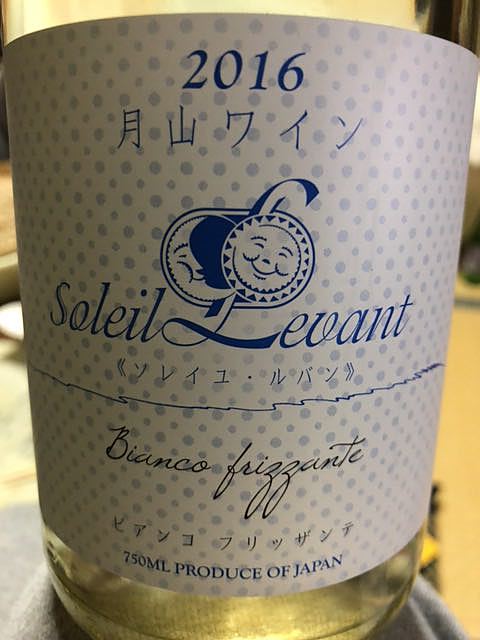 2016
月山ワイン
Soleil Levant
《ソレイユ・ルバン》
Bianco frizzante
ビアンコ フリッザンテ
750ML PRODUCE OF JAPAN